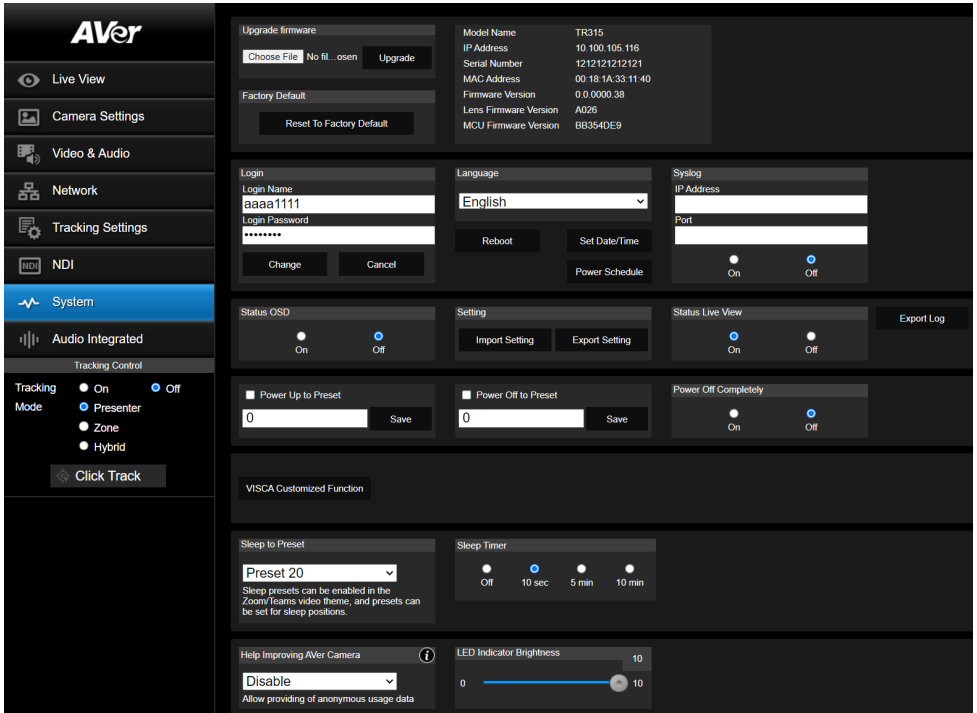 AVer
Live View
Camera Settings
Video & Audio
Network
Tracking Settings
NDI NDI
System
Audio Integrated
Tracking Control
Tracking On Off
Mode Presenter
Zone
Hybrid
Click Track
Upgrade firmware
Choose File No fil...osen Upgrade
Factory Default
Reset To Factory Default
Model Name TR315
IP Address 10.100.105.116
Serial Number 1212121212121
MAC Address 00:18:1A:33:11:40
Firmware Version 0.0.0000.38
Lens Firmware Version A026
MCU Firmware Version BB354DE9
Login
Login Name
aaaa1111
Login Password
••••••••
Change Cancel
Language
English
Reboot Set Date/Time
Power Schedule
Syslog
IP Address
Port
On Off
Status OSD
On Off
Setting
Import Setting Export Setting
Status Live View
On Off
Export Log
Power Up to Preset
0 Save
Power Off to Preset
0 Save
Power Off Completely
On Off
VISCA Customized Function
Sleep to Preset
Preset 20
Sleep presets can be enabled in the
Zoom/Teams video theme, and presets can
be set for sleep positions.
Sleep Timer
Off 10 sec 5 min 10 min
Help Improving AVer Camera i
Disable
Allow providing of anonymous usage data
LED Indicator Brightness
10
0 10